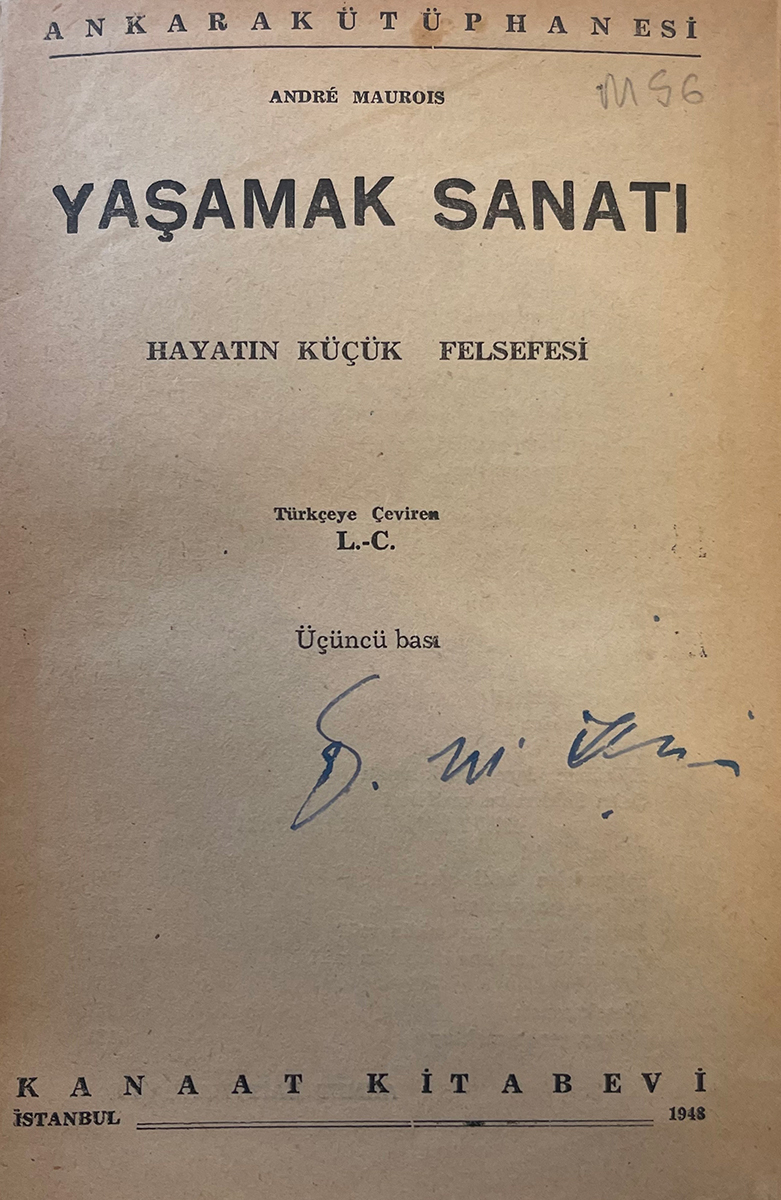 ANKARA KÜTÜPHANESİ
ANDRÉ MAUROIS
M56
YAŞAMAK SANATI
HAYATIN KÜÇÜK FELSEFESİ
Türkçeye Çeviren
L.-C.
Üçüncü bası
KANAAT KİTABEVİ
İSTANBUL 1948